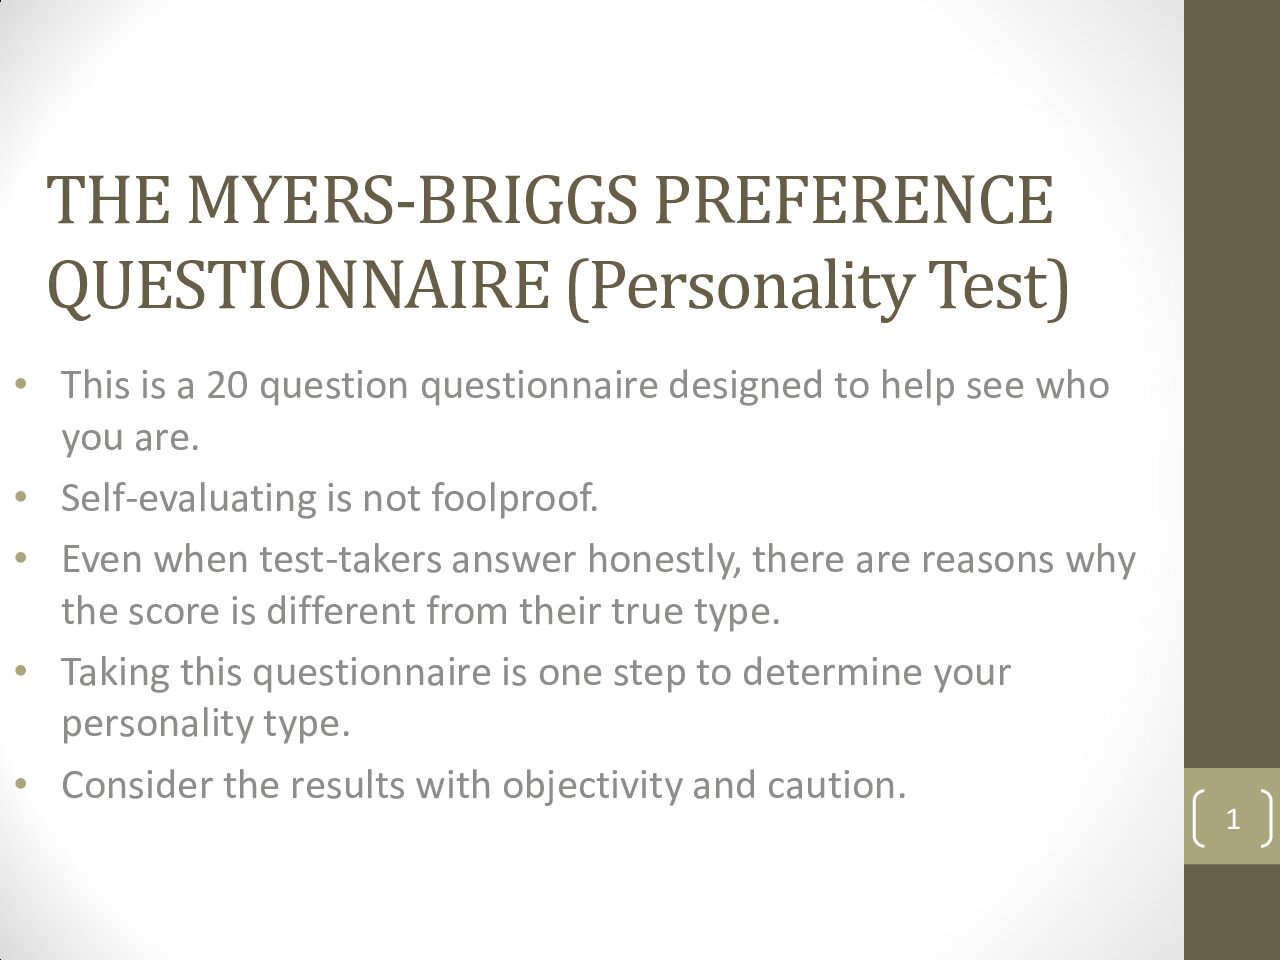 THE MYERS-BRIGGS PREFERENCE
QUESTIONNAIRE (Personality Test)
• This is a 20 question questionnaire designed to help see who
you are.
• Self-evaluating is not foolproof.
• Even when test-takers answer honestly, there are reasons why
the score is different from their true type.
• Taking this questionnaire is one step to determine your
personality type.
• Consider the results with objectivity and caution.
1